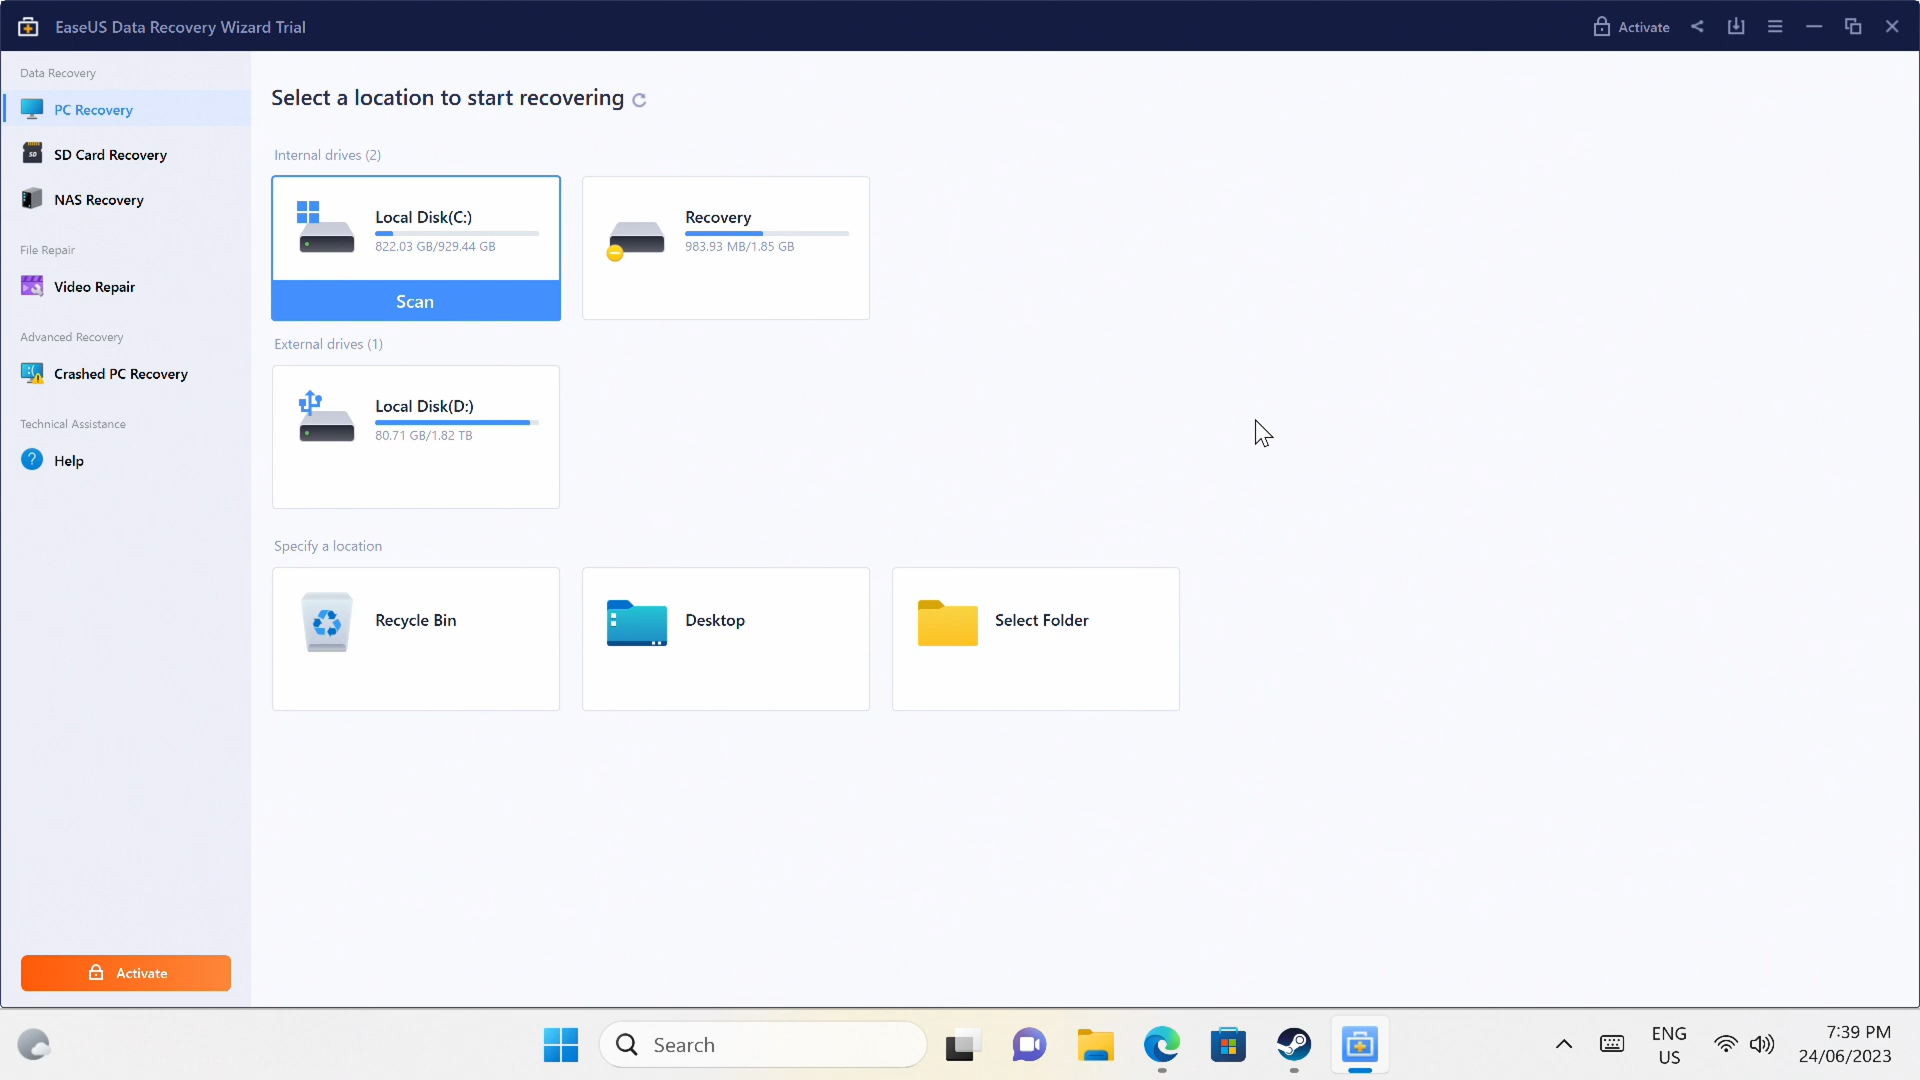 EaseUS Data Recovery Wizard Trial
Activate
Data Recovery
PC Recovery
SD Card Recovery
NAS Recovery
File Repair
Video Repair
Advanced Recovery
Crashed PC Recovery
Technical Assistance
Help
Activate
Select a location to start recovering
Internal drives (2)
Local Disk(C:)
822.03 GB/929.44 GB
Scan
Recovery
983.93 MB/1.85 GB
External drives (1)
Local Disk(D:)
80.71 GB/1.82 TB
Specify a location
Recycle Bin
Desktop
Select Folder
Search
ENG
US
7:39 PM
24/06/2023